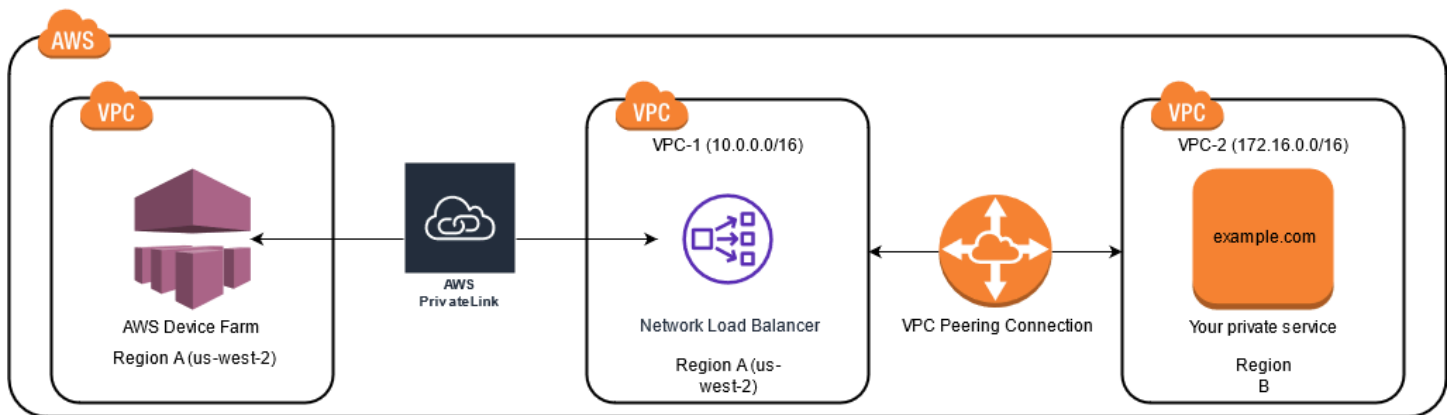 AWS
VPC
AWS Device Farm
Region A (us-west-2)
AWS
PrivateLink
VPC
VPC-1 (10.0.0.0/16)
Network Load Balancer
Region A (us-
west-2)
VPC Peering Connection
VPC
VPC-2 (172.16.0.0/16)
example.com
Your private service
Region
B